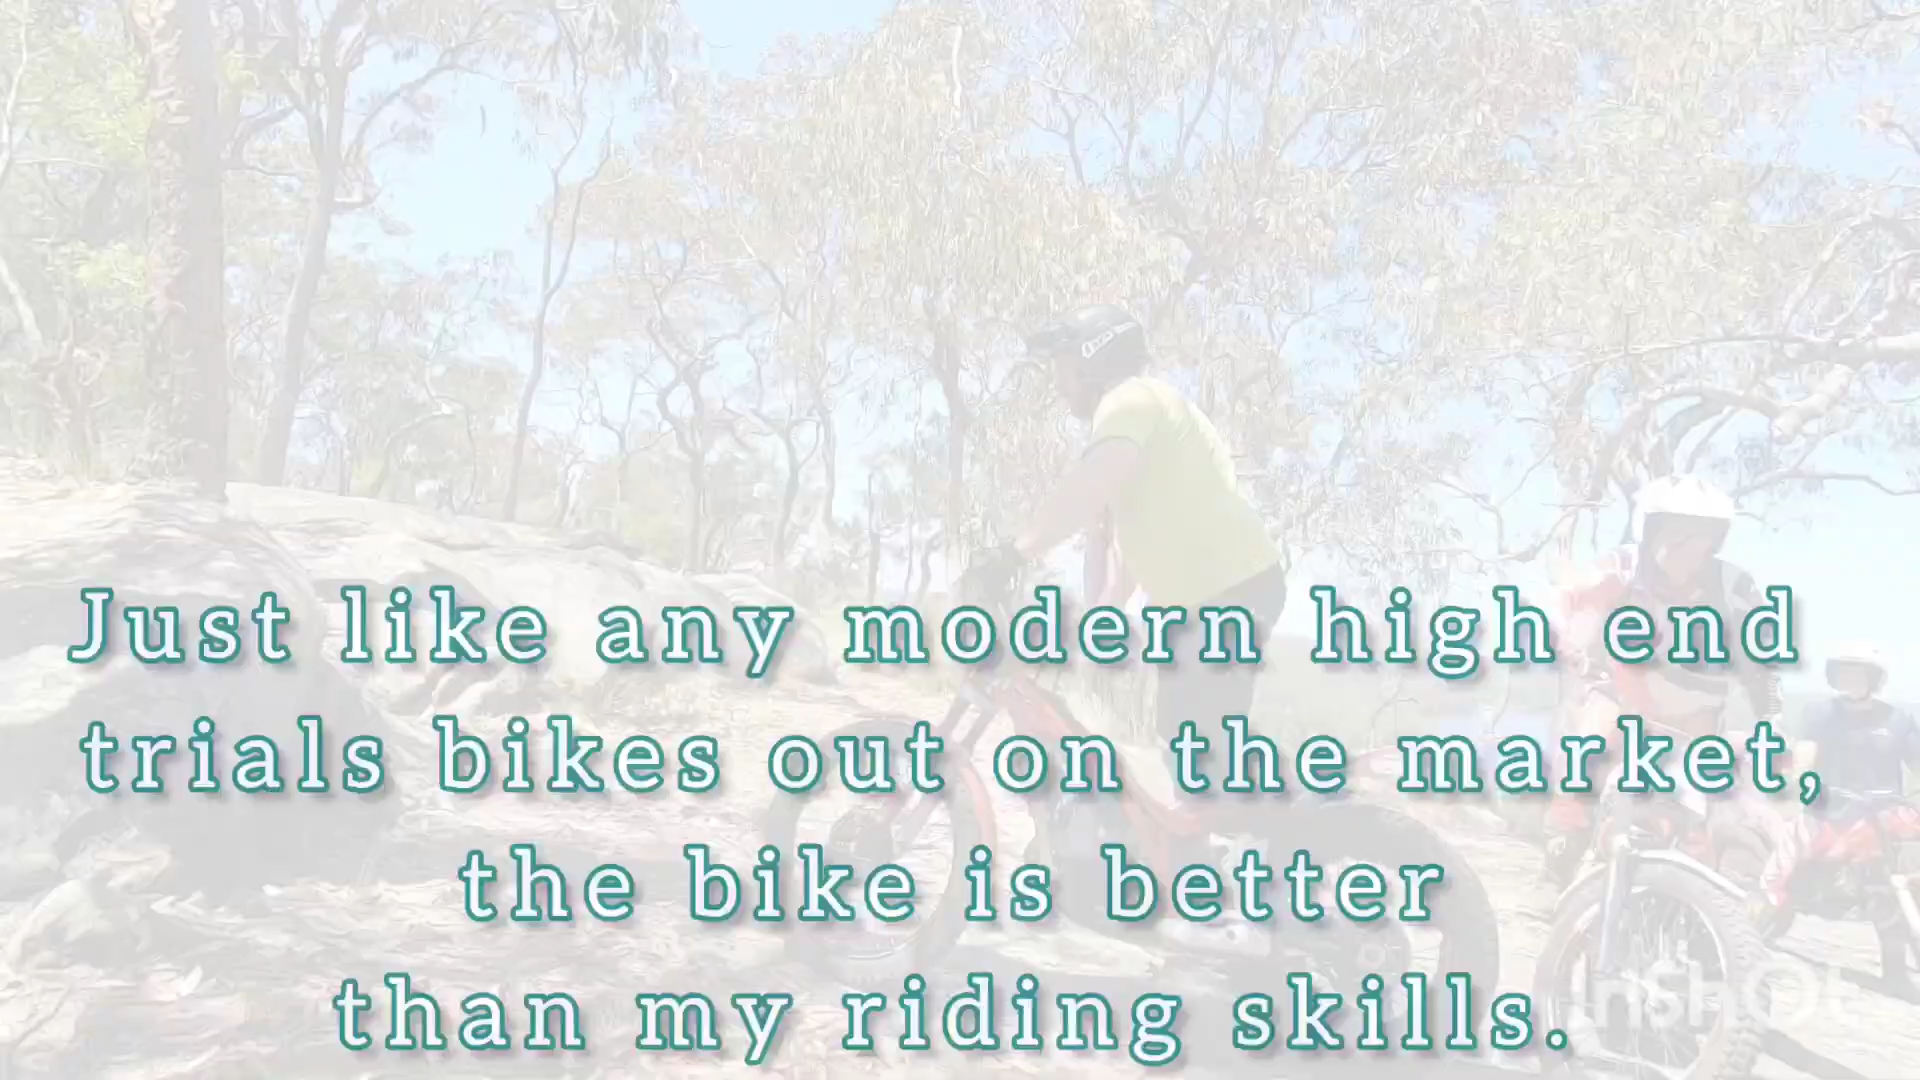 Just like any modern high end
trials bikes out on the market,
the bike is better
than my riding skills.
InShOt